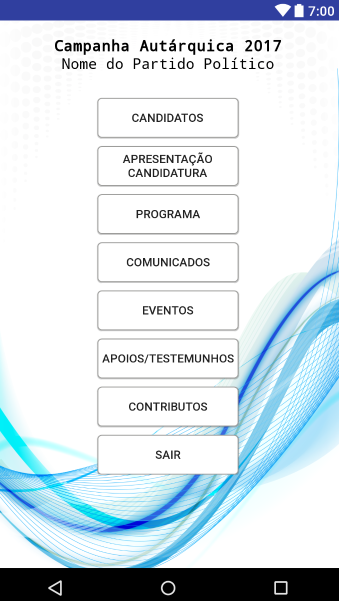 7:00
Campanha Autárquica 2017
Nome do Partido Político
CANDIDATOS
APRESENTAÇÃO
CANDIDATURA
PROGRAMA
COMUNICADOS
EVENTOS
APOIOS/TESTEMUNHOS
CONTRIBUTOS
SAIR